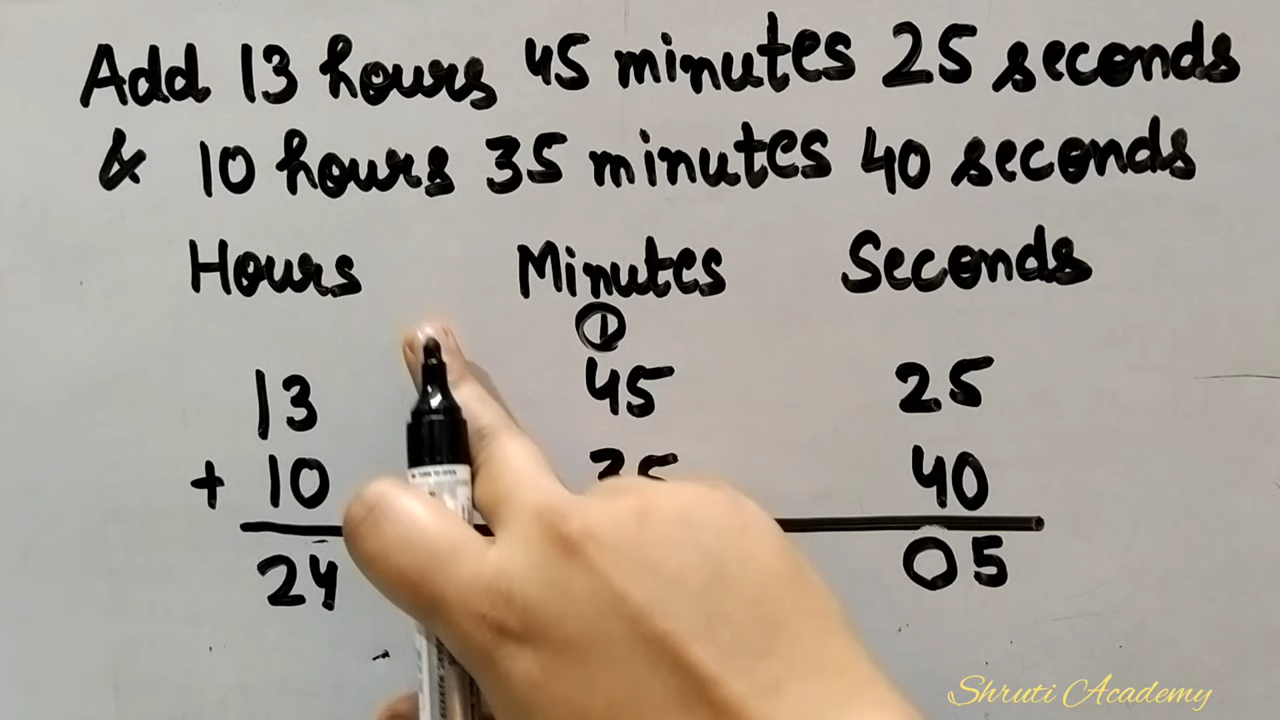 Add 13 hours 45 minutes 25 seconds
& 10 hours 35 minutes 40 seconds
Hours Minutes Seconds
1
13 45 25
+ 10 35 40
24 05
Shruti Academy